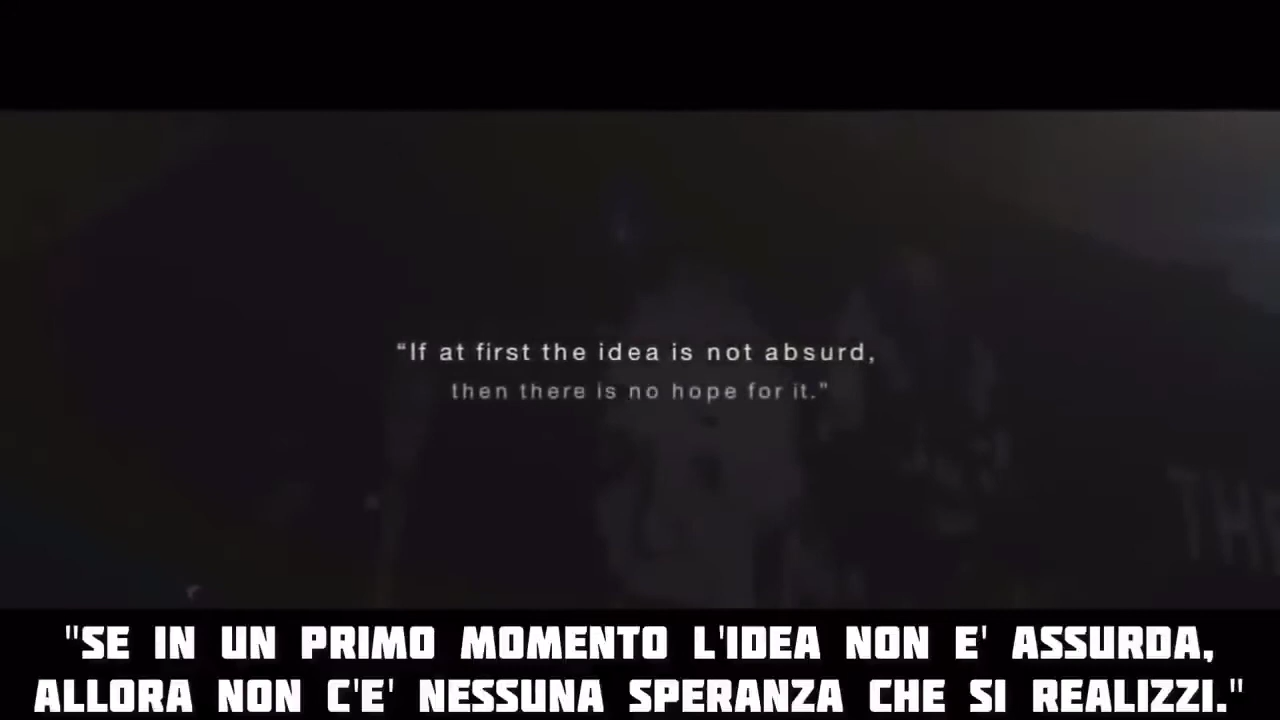 “If at first the idea is not absurd,
then there is no hope for it.”
"SE IN UN PRIMO MOMENTO L'IDEA NON E' ASSURDA,
ALLORA NON C'E' NESSUNA SPERANZA CHE SI REALIZZI."